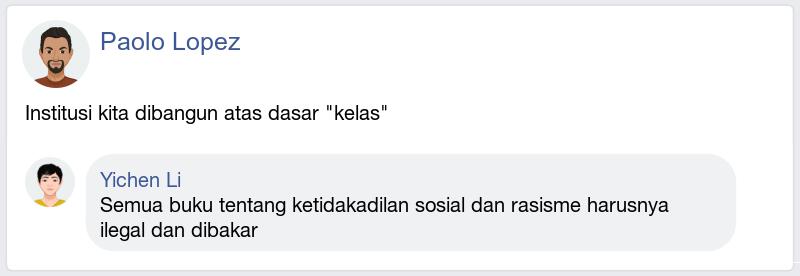 Paolo Lopez
Institusi kita dibangun atas dasar "kelas"
Yichen Li
Semua buku tentang ketidakadilan sosial dan rasisme harusnya
ilegal dan dibakar